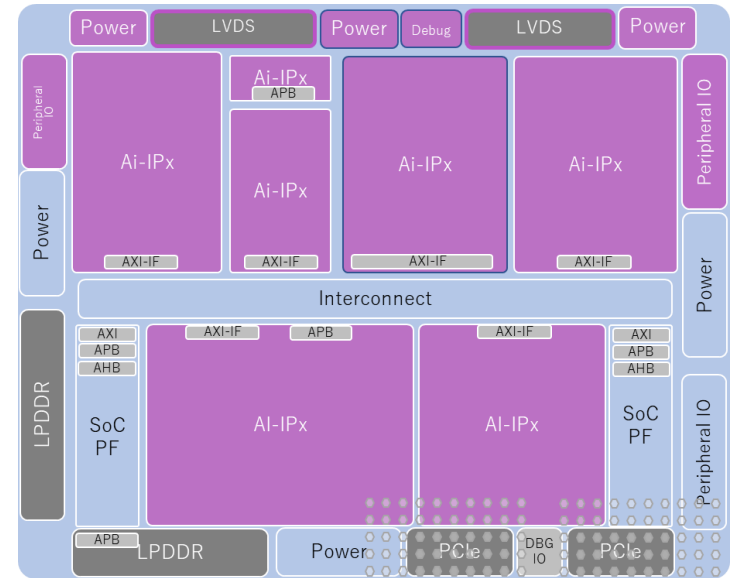 Power
LVDS
Power
Debug
LVDS
Power
Peripheral
IO
Ai-IPx
AXI-IF
Ai-IPx
APB
Ai-IPx
AXI-IF
Ai-IPx
AXI-IF
Ai-IPx
AXI-IF
Peripheral IO
Power
Power
Interconnect
LPDDR
AXI
APB
AHB
SoC
PF
APB
AXI-IF
APB
AI-IPx
AXI-IF
AI-IPx
AXI
APB
AHB
SoC
PF
Peripheral IO
LPDDR
Power
PCIe
DBG
IO
PCIe